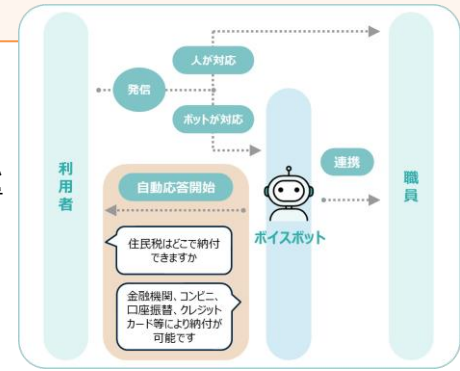 人が対応
発信
ボットが対応
利用者
自動応答開始
連携
職員
ボイスボット
住民税はどこで納付
できますか
金融機関、コンビニ、
口座振替、クレジット
カード等により納付が
可能です